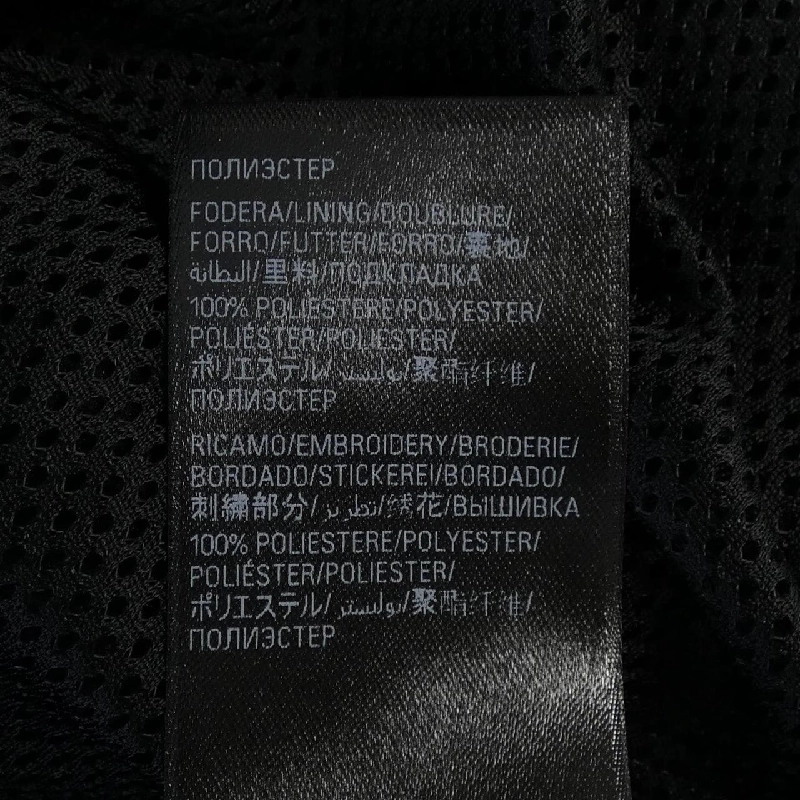 ПОЛИЭСТЕР
FODERA/LINING/DOUBLURE/
FORRO/FUTTER/FORRO/裏地/
البطانة/里料/ПОДКЛАДКА
100% POLIESTERE/POLYESTER/
POLIÉSTER/POLIESTER/
ポリエステル/بوليستر/聚酯纤维/
ПОЛИЭСТЕР
RICAMO/EMBROIDERY/BRODERIE/
BORDADO/STICKEREI/BORDADO/
刺繍部分/تطريز/绣花/ВЫШИВКА
100% POLIESTERE/POLYESTER/
POLIÉSTER/POLIESTER/
ポリエステル/بوليستر/聚酯纤维/
ПОЛИЭСТЕР